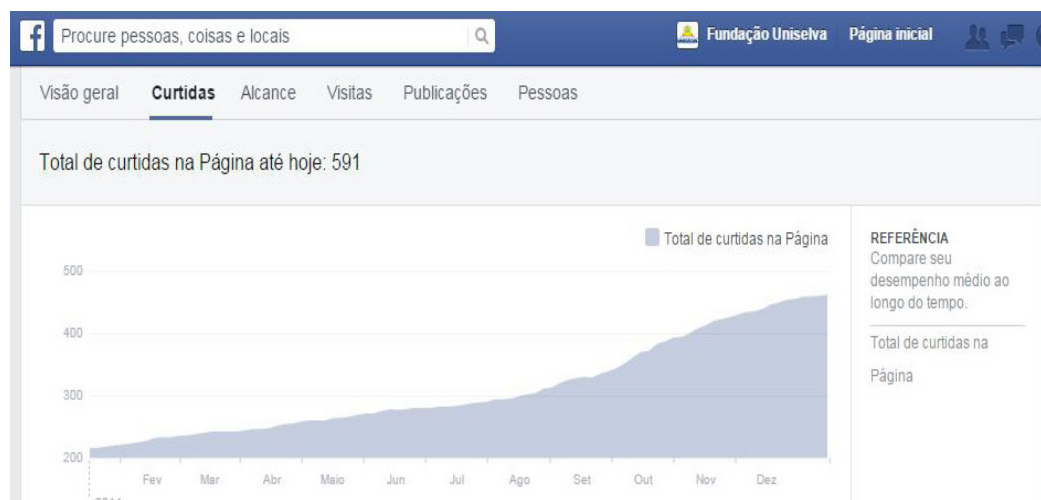 Procure pessoas, coisas e locais
Fundação Uniselva Página inicial
Visão geral Curtidas Alcance Visitas Publicações Pessoas
Total de curtidas na Página até hoje: 591
Total de curtidas na Página
500
400
300
200
Fev Mar Abr Maio Jun Jul Ago Set Out Nov Dez
REFERÊNCIA
Compare seu
desempenho médio ao
longo do tempo.
Total de curtidas na
Página